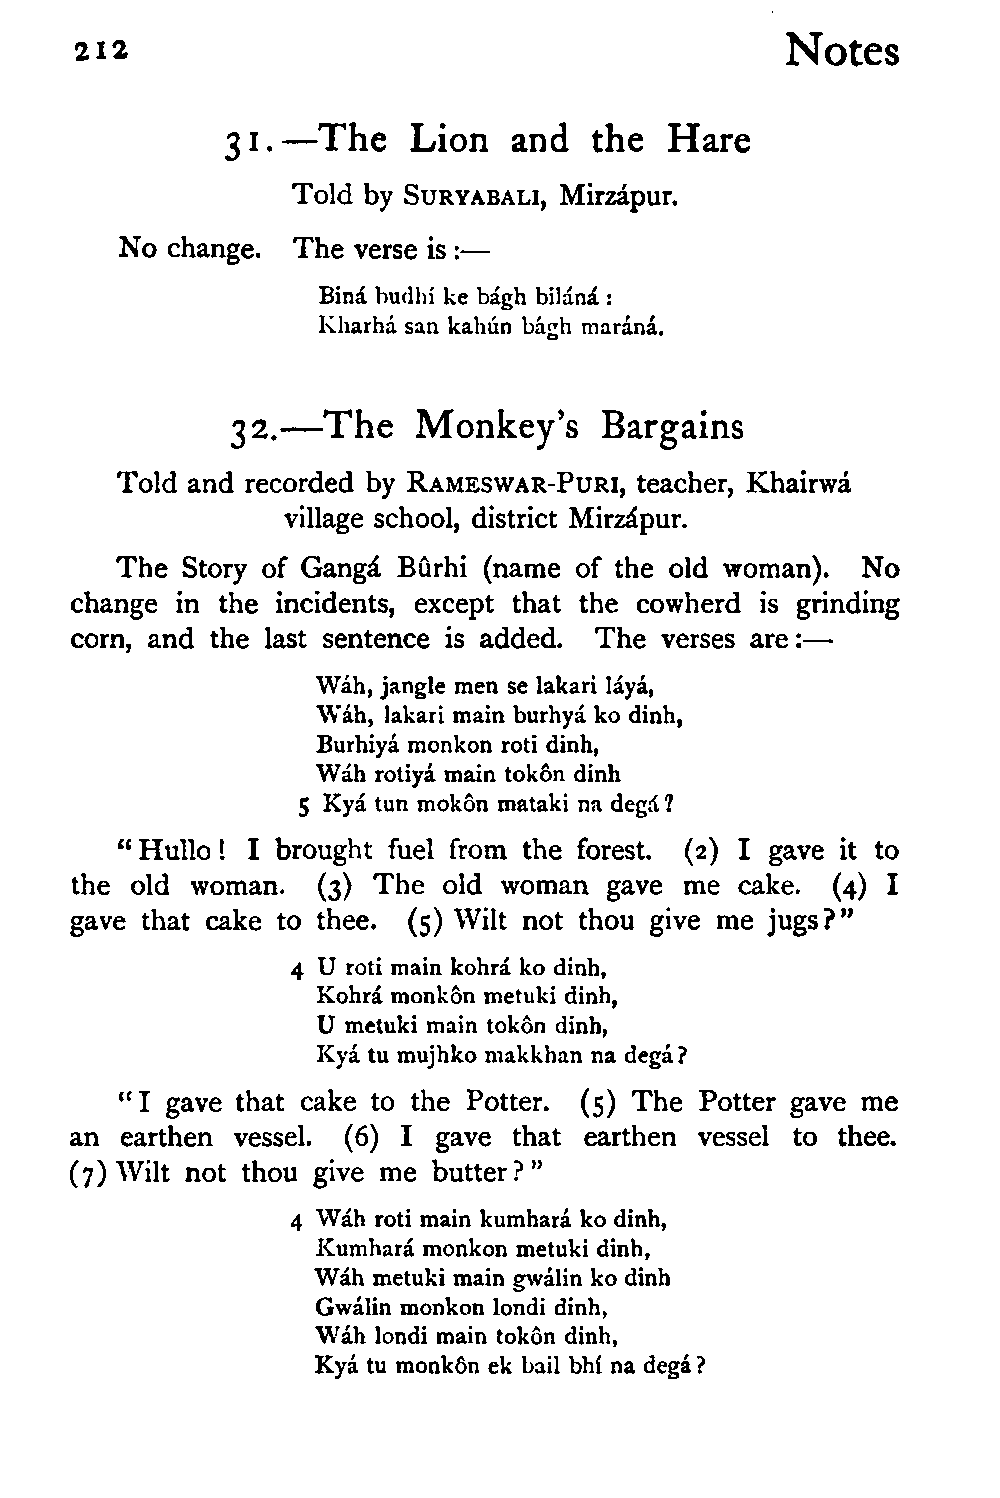 212 Notes
31.—The Lion and the Hare
Told by SURYABALI, Mirzápur.
No change. The verse is :—
Biná budhí ke bágh biláná :
Kharhá san kahún bágh maráná.
32.—The Monkey's Bargains
Told and recorded by RAMESWAR-PURI, teacher, Khairwá
village school, district Mirzápur.
The Story of Gangá Bûrhi (name of the old woman). No
change in the incidents, except that the cowherd is grinding
corn, and the last sentence is added. The verses are :—
Wáh, jangle men se lakari láyá,
Wáh, lakari main burhyá ko dinh,
Burhiyá monkon roti dinh,
Wáh rotiyá main tokôn dinh
5 Kyá tun mokôn mataki na degá ?
"Hullo! I brought fuel from the forest. (2) I gave it to
the old woman. (3) The old woman gave me cake. (4) I
gave that cake to thee. (5) Wilt not thou give me jugs?"
4 U roti main kohrá ko dinh,
Kohrá monkôn metuki dinh,
U metuki main tokôn dinh,
Kyá tu mujhko makkhan na degá ?
"I gave that cake to the Potter. (5) The Potter gave me
an earthen vessel. (6) I gave that earthen vessel to thee.
(7) Wilt not thou give me butter?"
4 Wáh roti main kumhará ko dinh,
Kumhará monkon metuki dinh,
Wáh metuki main gwálin ko dinh
Gwálin monkon londi dinh,
Wáh londi main tokôn dinh,
Kyá tu monkôn ek bail bhí na degá ?